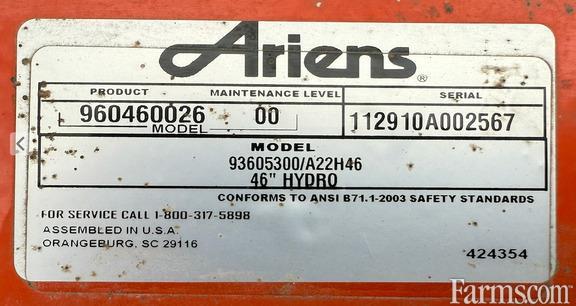 Ariens®
PRODUCT MAINTENANCE LEVEL SERIAL
960460026 00 112910A002567
MODEL
MODEL
93605300/A22H46
46" HYDRO
CONFORMS TO ANSI B71.1-2003 SAFETY STANDARDS
FOR SERVICE CALL 1-800-317-5898
ASSEMBLED IN U.S.A.
ORANGEBURG, SC 29116
424354
Farms.com